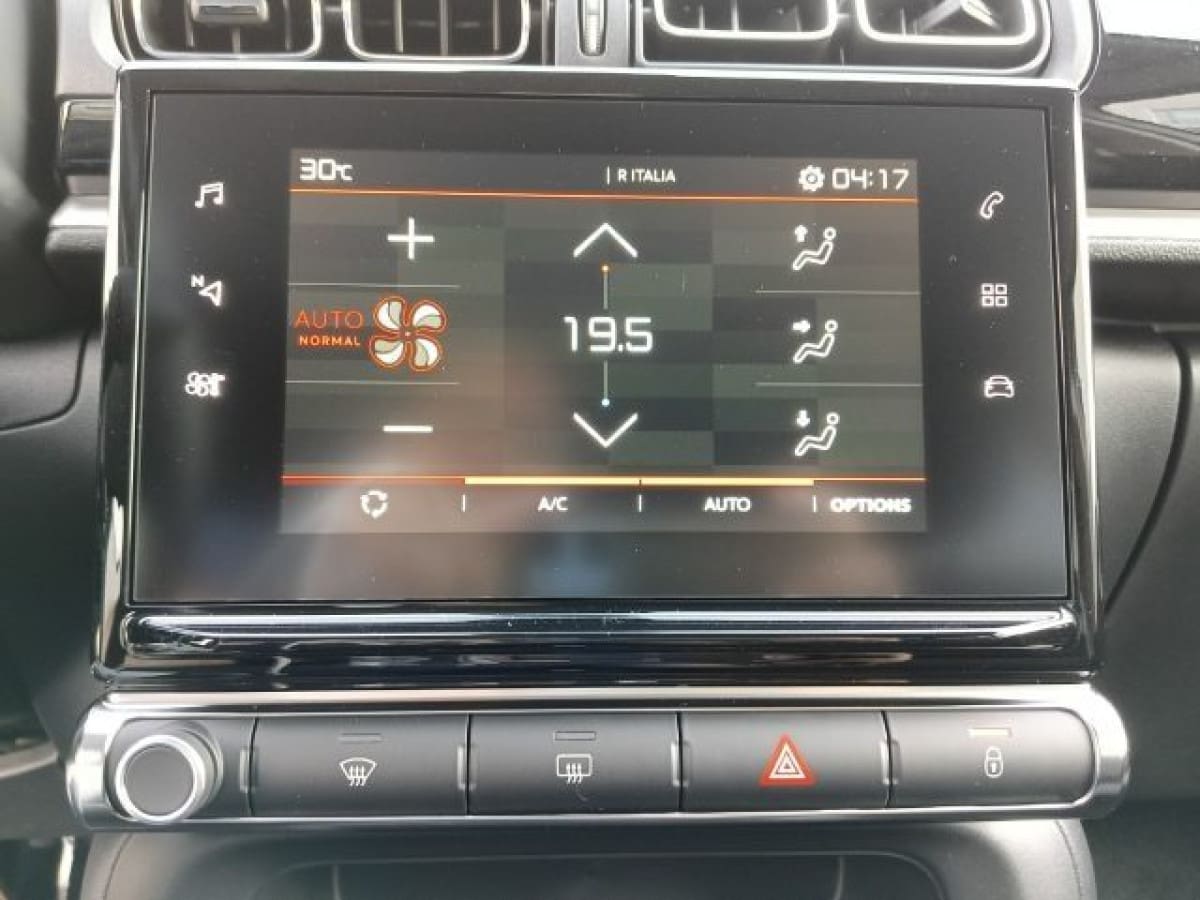 30°C
| R ITALIA
04:17
N
AUTO
NORMAL
19.5
A/C
AUTO
OPTIONS